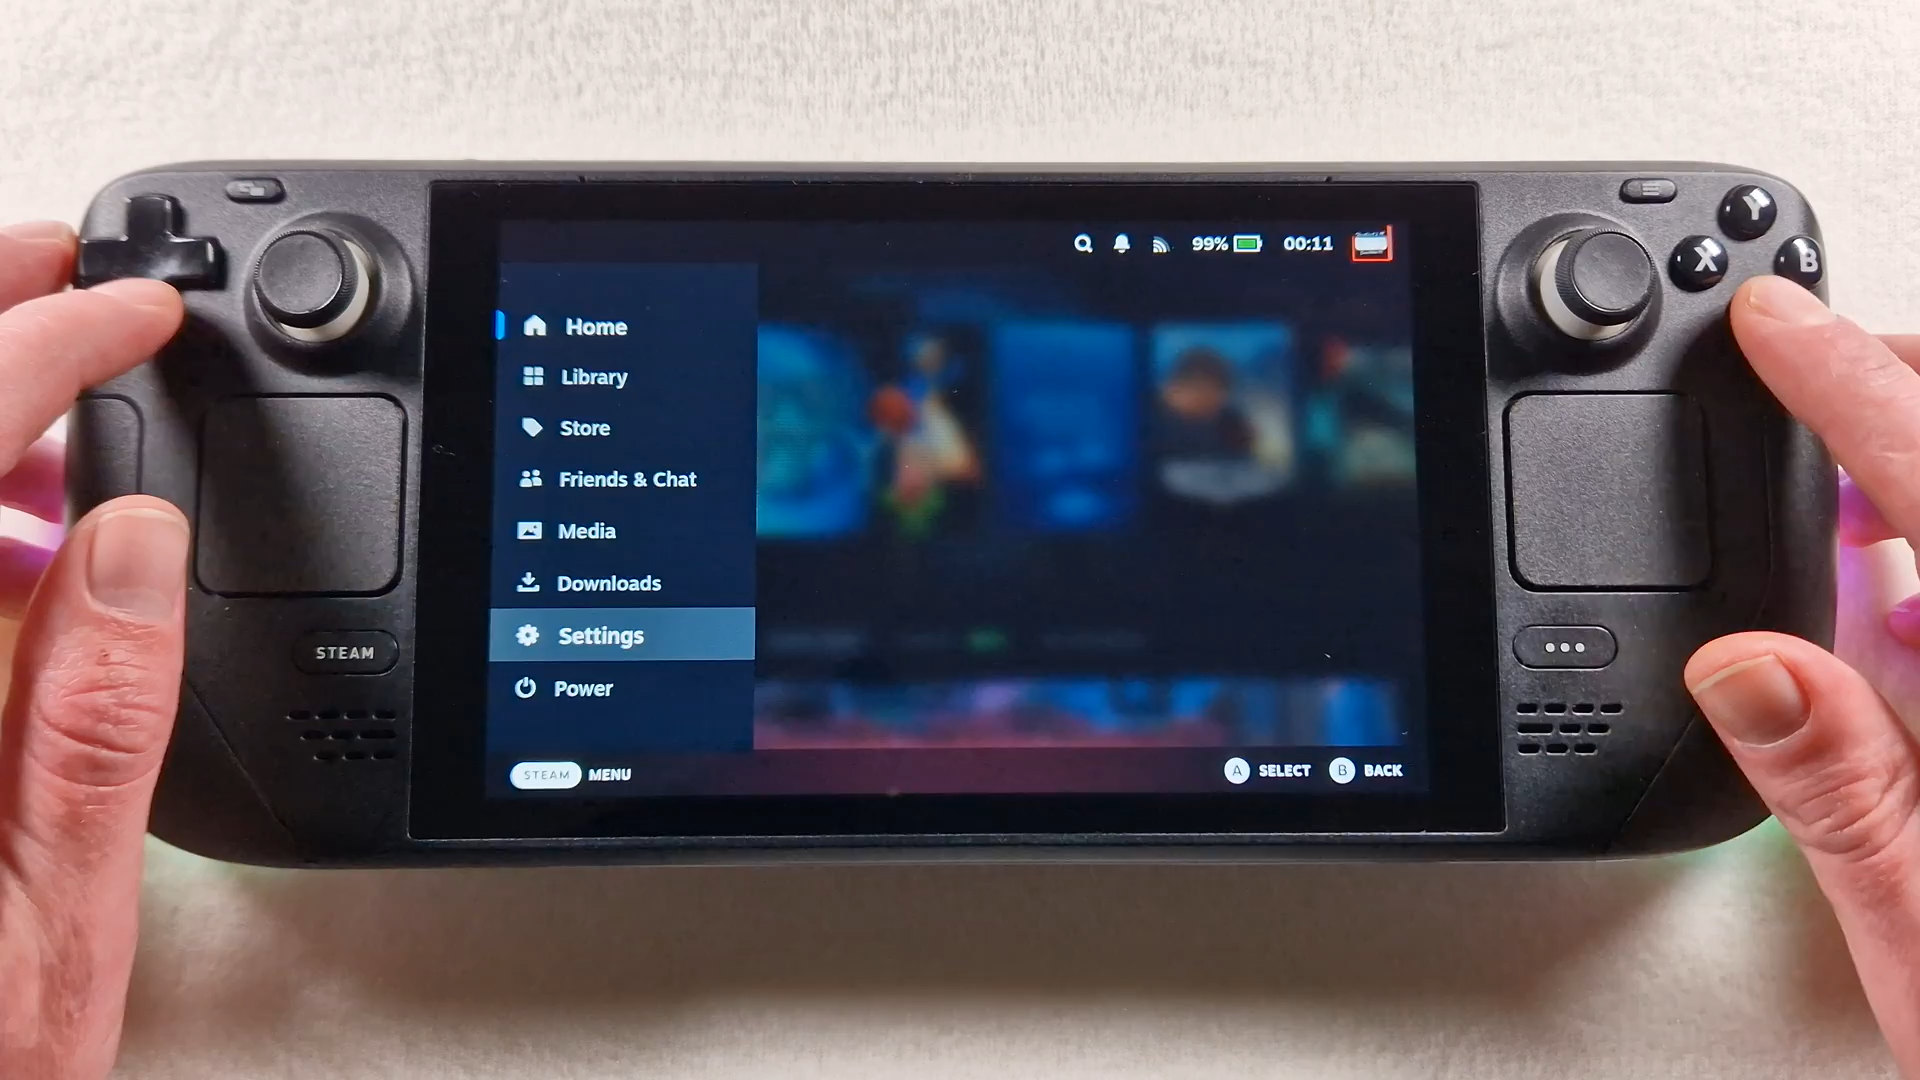 Y
X
B
99% 00:11
Home
Library
Store
Friends & Chat
Media
Downloads
Settings
Power
STEAM
STEAM MENU
A SELECT B BACK